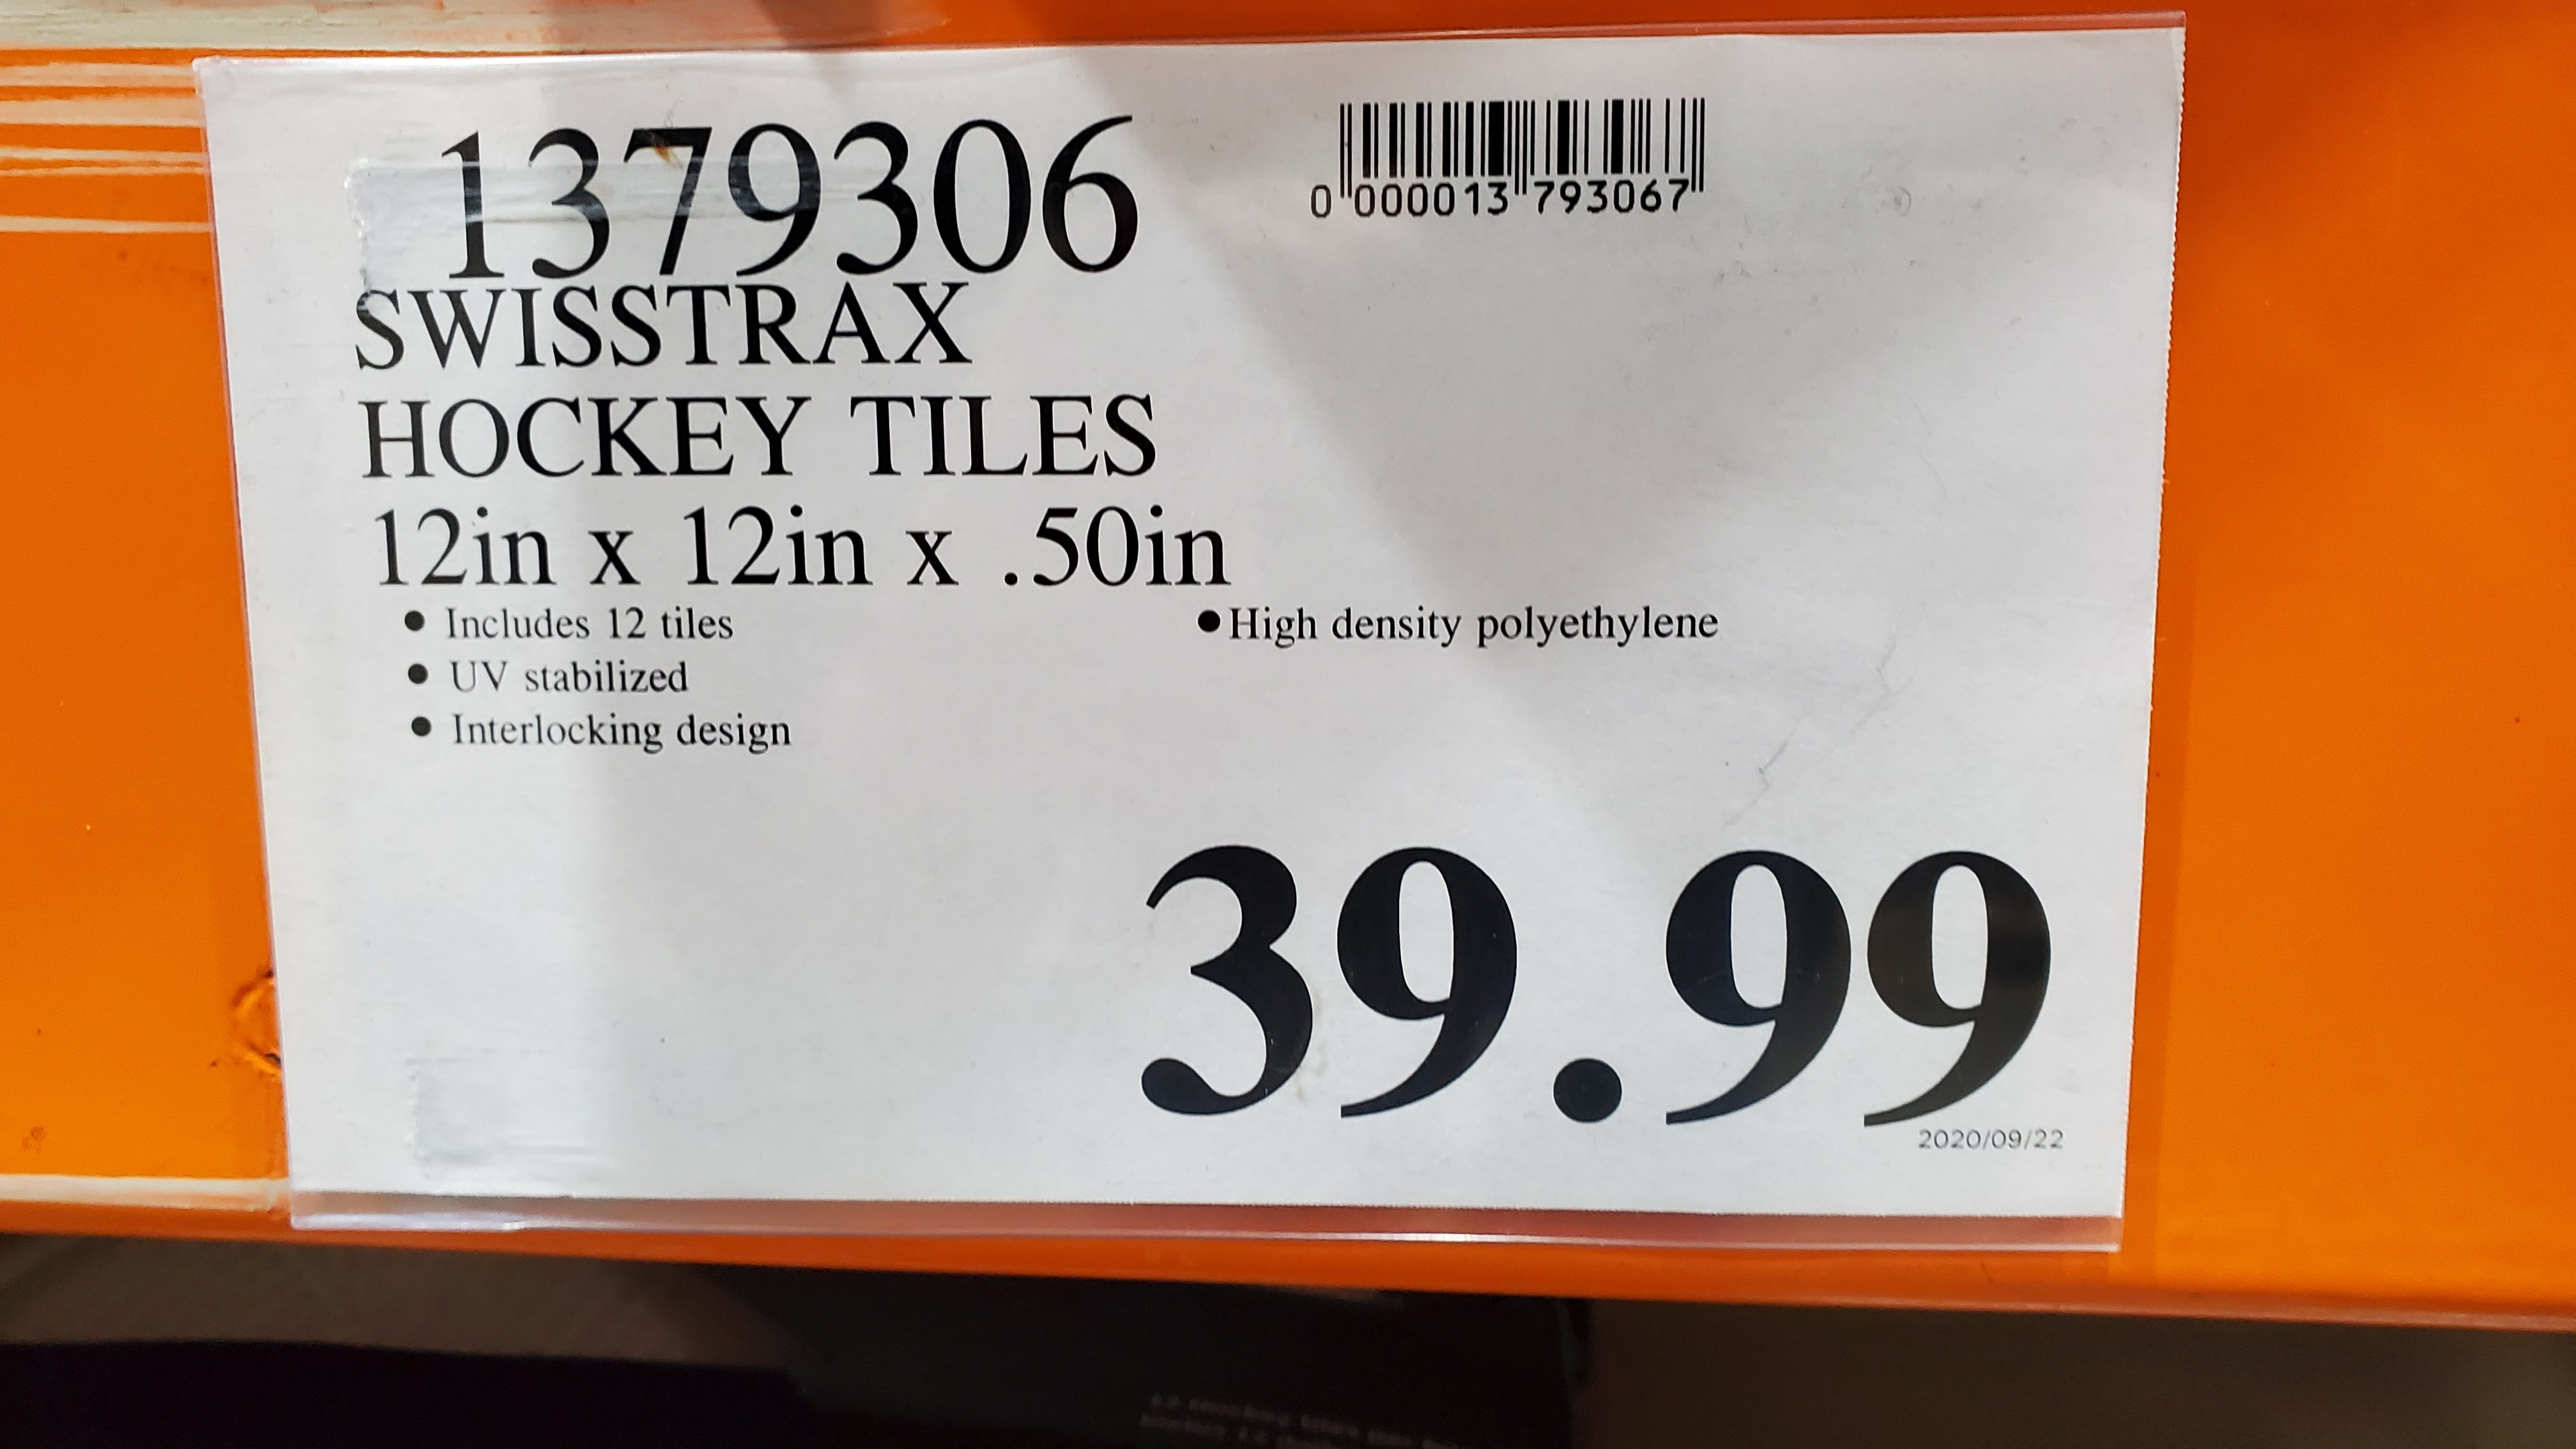 1379306
0 000013 793067
SWISSTRAX
HOCKEY TILES
12in x 12in x .50in
• Includes 12 tiles
• High density polyethylene
• UV stabilized
• Interlocking design
39.99
2020/09/22